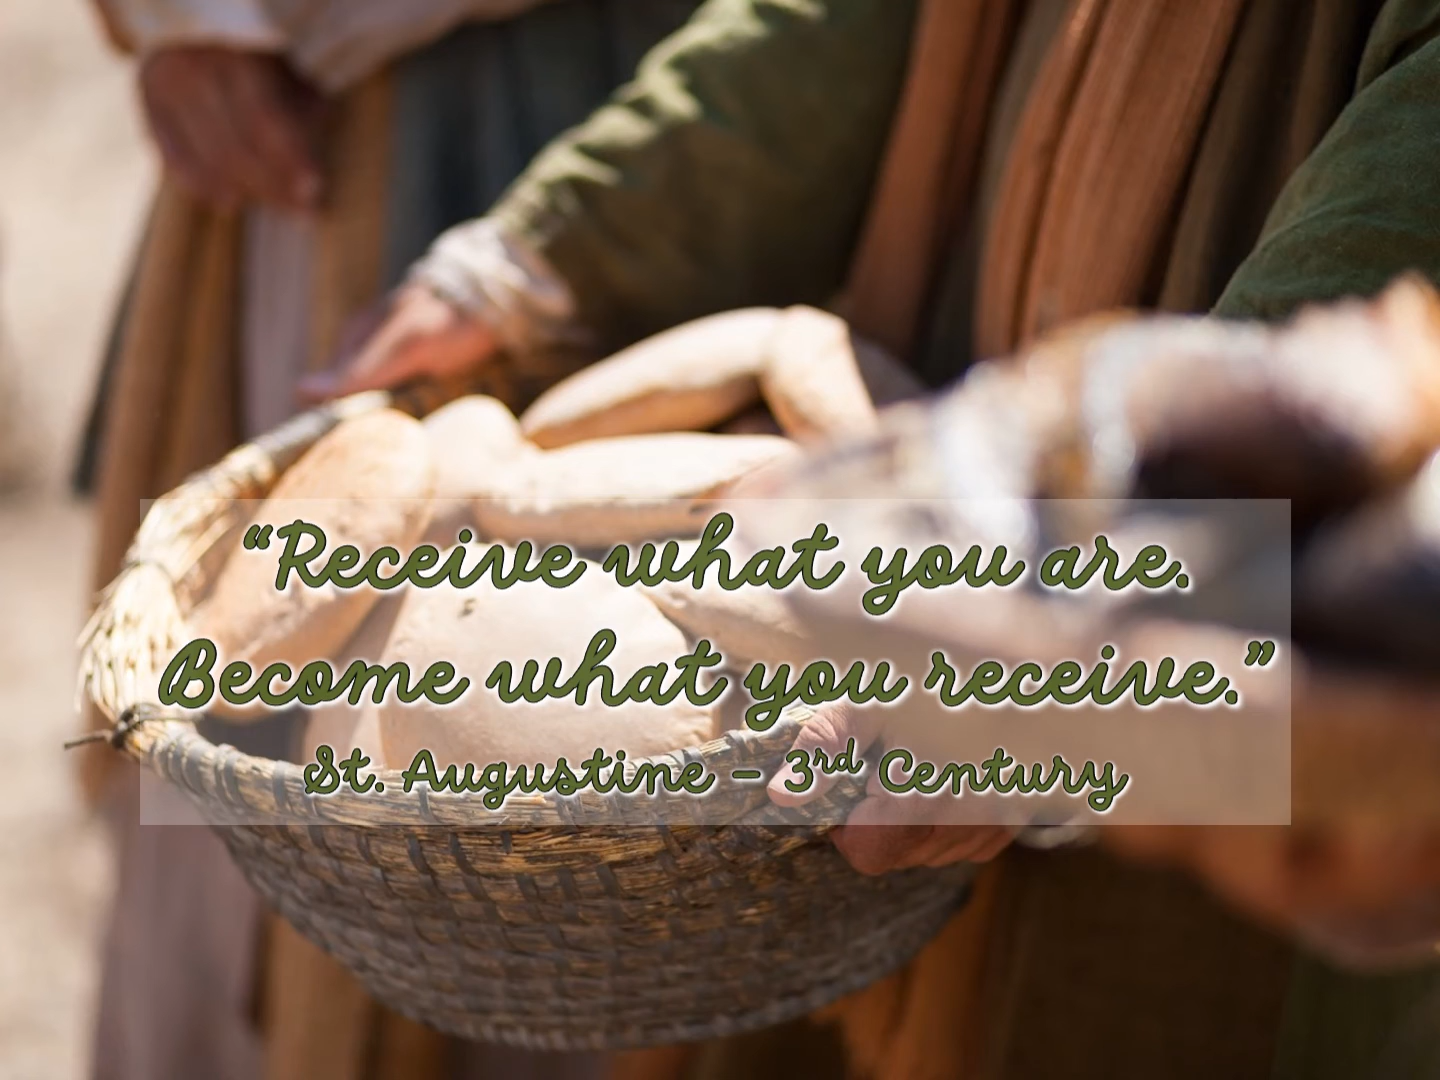 “Receive what you are.
Become what you receive.”
St. Augustine – 3rd Century